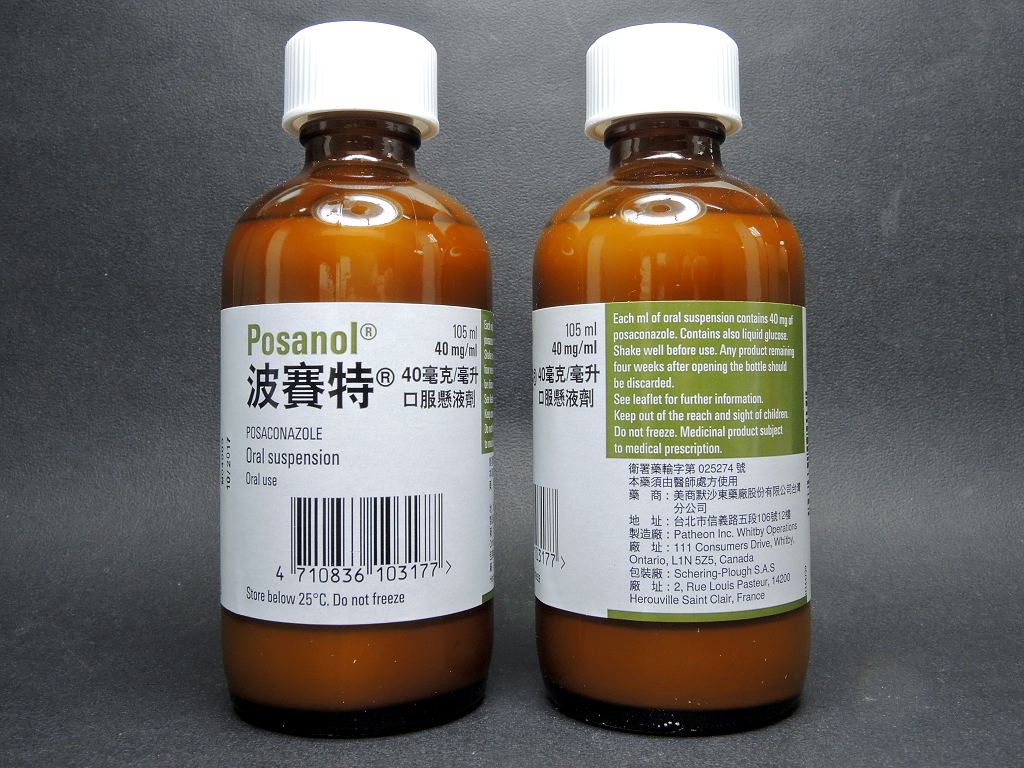 Posanol®
105 ml
40 mg/ml
波賽特®
40毫克/毫升
口服懸液劑
POSACONAZOLE
Oral suspension
Oral use
10/2017
4 710836 103177 >
Store below 25°C. Do not freeze
105 ml
40 mg/ml
40毫克/毫升
口服懸液劑
03177 >
Each ml of oral suspension contains 40 mg of
posaconazole. Contains also liquid glucose.
Shake well before use. Any product remaining
four weeks after opening the bottle should
be discarded.
See leaflet for further information.
Keep out of the reach and sight of children.
Do not freeze. Medicinal product subject
to medical prescription.
衛署藥輸字第 025274 號
本藥須由醫師處方使用
藥 商：美商默沙東藥廠股份有限公司台灣
分公司
地 址：台北市信義路五段106號12樓
製造廠：Patheon Inc. Whitby Operations
廠 址：111 Consumers Drive, Whitby,
Ontario, L1N 5Z5, Canada
包裝廠：Schering-Plough S.A.S
廠 址：2, Rue Louis Pasteur, 14200
Herouville Saint Clair, France